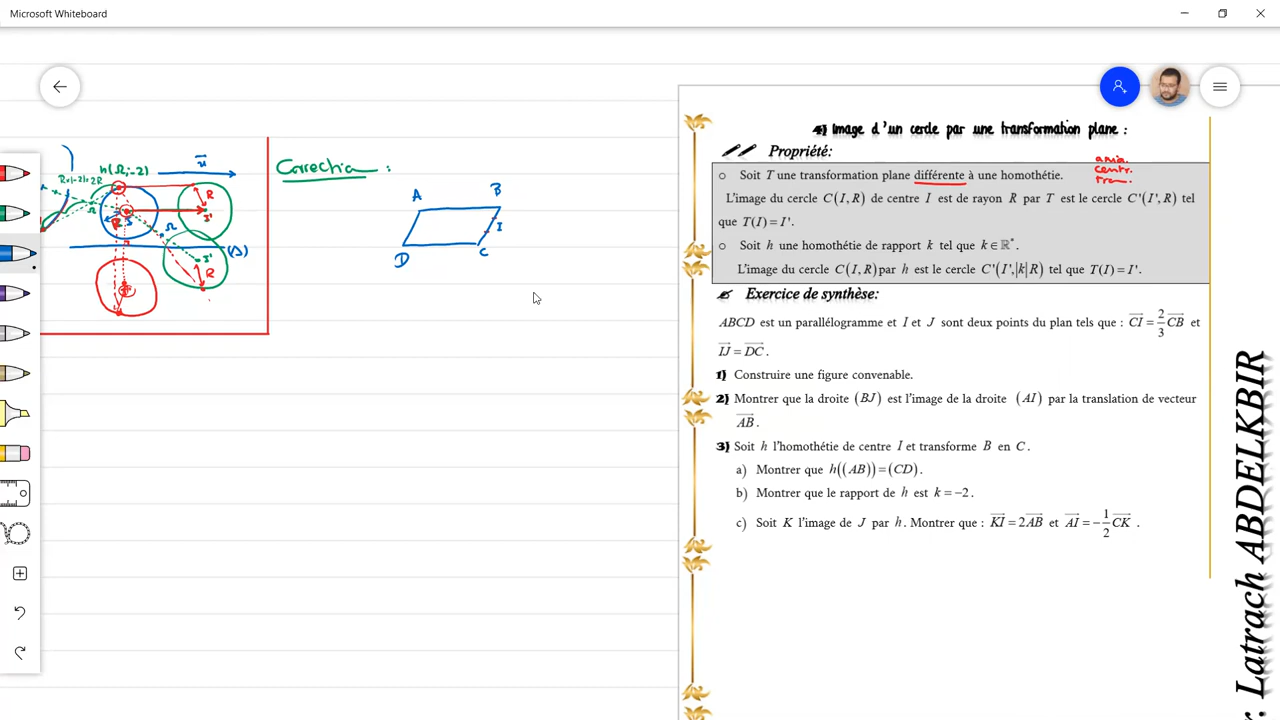 Microsoft Whiteboard
h(Ω;-2)
R×|-2|=2R
u
R
I'
Ω
R
(Δ)
I'
R
Correction :
A
B
I
D
C
4) Image d'un cercle par une transformation plane :
Propriété:
○ Soit T une transformation plane différente à une homothétie.
L'image du cercle C(I,R) de centre I est de rayon R par T est le cercle C'(I',R) tel
que T(I)=I'.
○ Soit h une homothétie de rapport k tel que k∈ℝ*.
L'image du cercle C(I,R) par h est le cercle C'(I',|k|R) tel que T(I)=I'.
Exercice de synthèse:
ABCD est un parallélogramme et I et J sont deux points du plan tels que : CI⃗ = 2/3 CB⃗ et
IJ⃗ = DC⃗ .
1) Construire une figure convenable.
2) Montrer que la droite (BJ) est l'image de la droite (AI) par la translation de vecteur
AB⃗ .
3) Soit h l'homothétie de centre I et transforme B en C .
a) Montrer que h((AB))=(CD).
b) Montrer que le rapport de h est k=-2.
c) Soit K l'image de J par h. Montrer que : KI⃗ = 2AB⃗ et AI⃗ = -1/2 CK⃗ .
r: Latrach ABDELKBIR